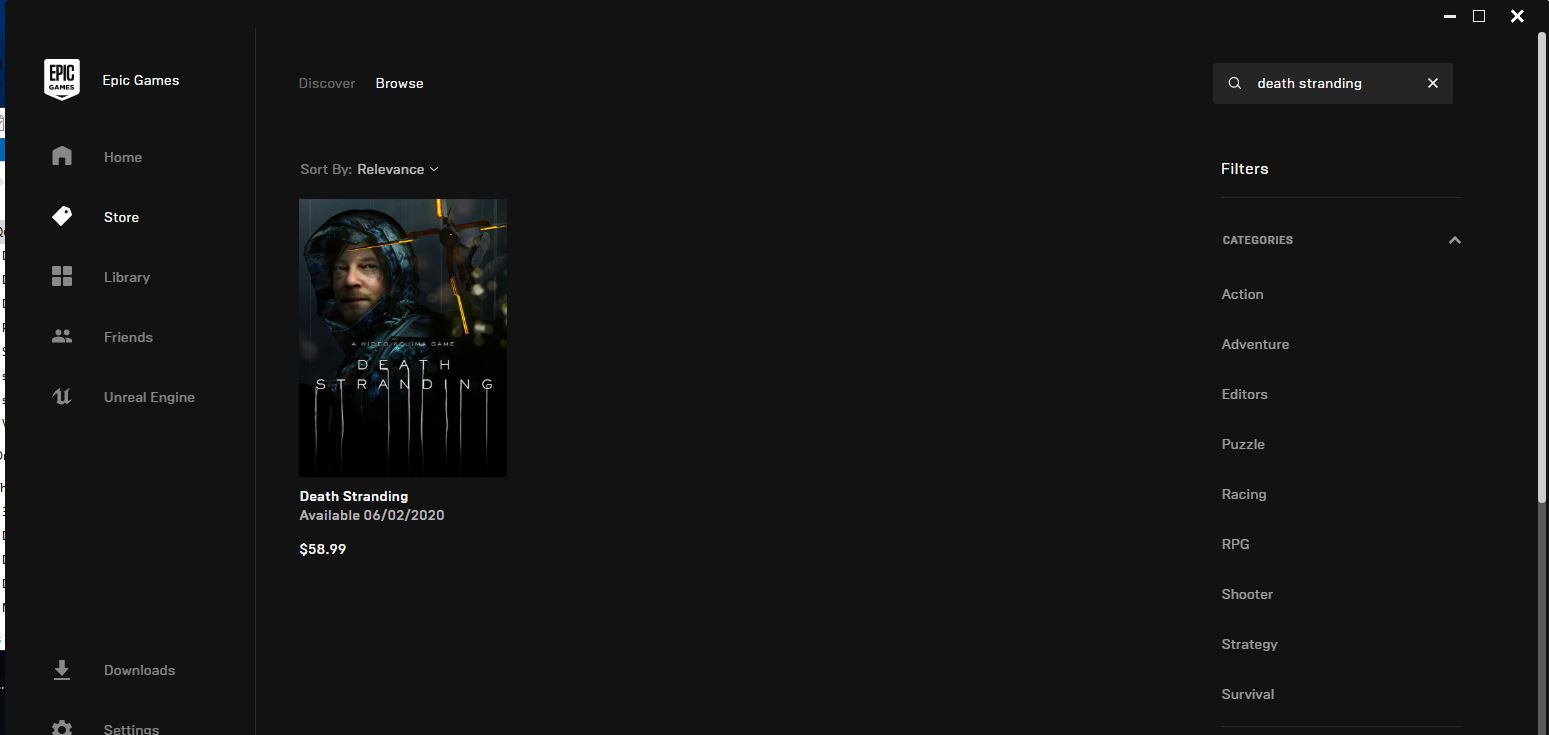 EPIC
GAMES
Epic Games
Home
Store
Library
Friends
Unreal Engine
Downloads
Settings
Discover Browse
death stranding
Sort By: Relevance
A HIDEO KOJIMA GAME
DEATH
STRANDING
Death Stranding
Available 06/02/2020
$58.99
Filters
CATEGORIES
Action
Adventure
Editors
Puzzle
Racing
RPG
Shooter
Strategy
Survival